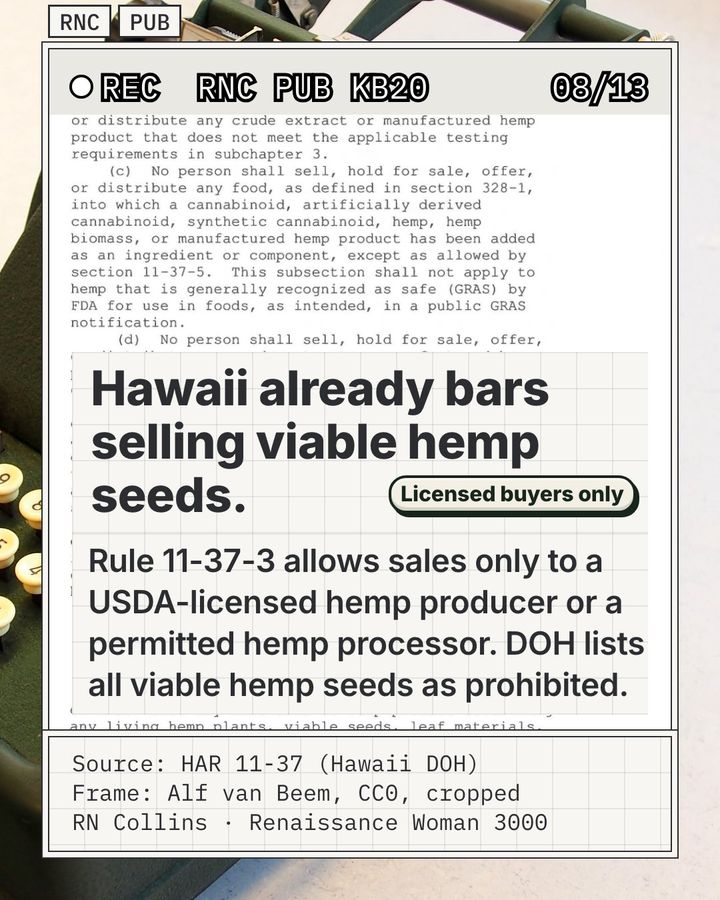 RNC PUB
REC RNC PUB KB20 08/13
or distribute any crude extract or manufactured hemp
product that does not meet the applicable testing
requirements in subchapter 3.
(c) No person shall sell, hold for sale, offer,
or distribute any food, as defined in section 328-1,
into which a cannabinoid, artificially derived
cannabinoid, synthetic cannabinoid, hemp, hemp
biomass, or manufactured hemp product has been added
as an ingredient or component, except as allowed by
section 11-37-5. This subsection shall not apply to
hemp that is generally recognized as safe (GRAS) by
FDA for use in foods, as intended, in a public GRAS
notification.
(d) No person shall sell, hold for sale, offer,
Hawaii already bars
selling viable hemp
seeds.
Licensed buyers only
Rule 11-37-3 allows sales only to a
USDA-licensed hemp producer or a
permitted hemp processor. DOH lists
all viable hemp seeds as prohibited.
any living hemp plants, viable seeds, leaf materials,
Source: HAR 11-37 (Hawaii DOH)
Frame: Alf van Beem, CC0, cropped
RN Collins · Renaissance Woman 3000
9
8
5
4